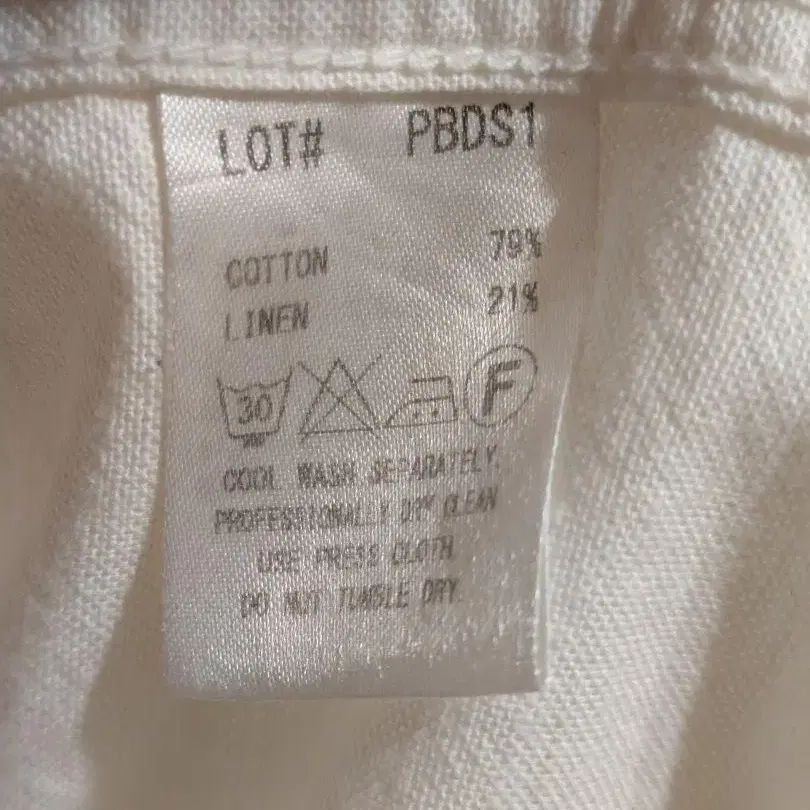 LOT# PBDS1
COTTON 79%
LINEN 21%
30 F
COOL WASH SEPARATELY.
PROFESSIONALLY DRY CLEAN
USE PRESS CLOTH
DO NOT TUMBLE DRY.